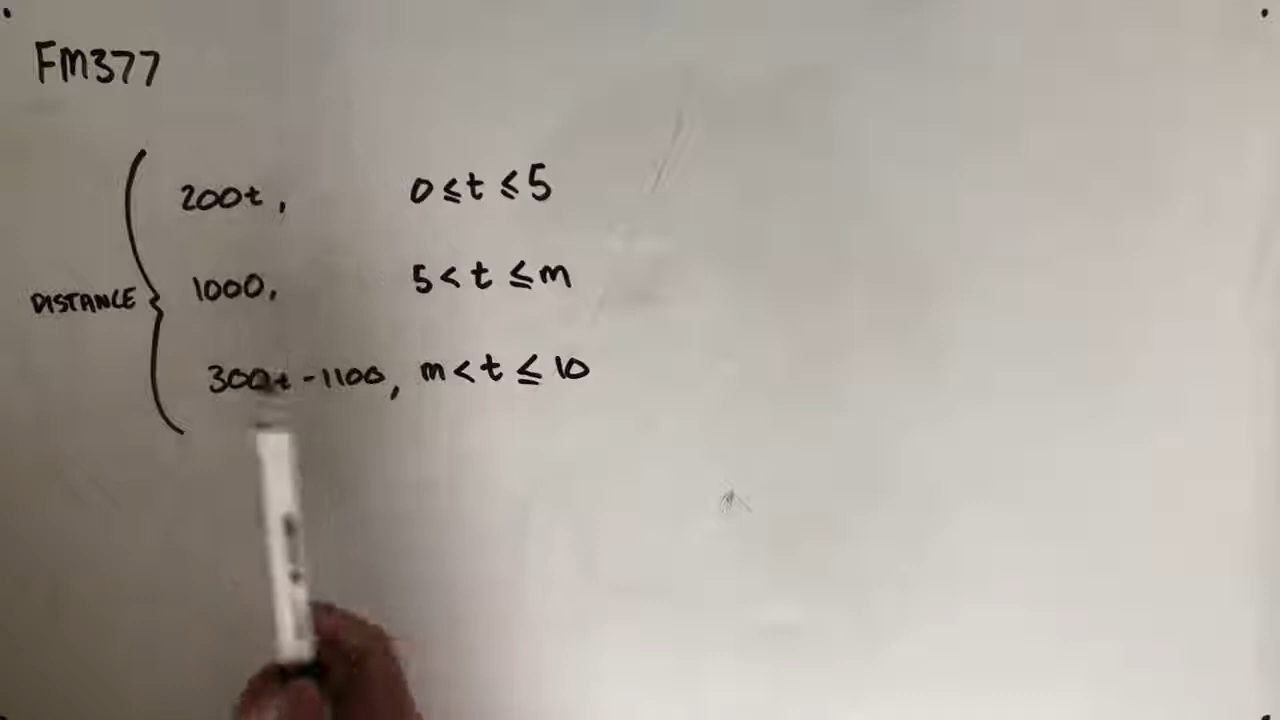 FM377
200t, 0≤t≤5
1000, 5<t≤m
DISTANCE
300t-1100, m<t≤10